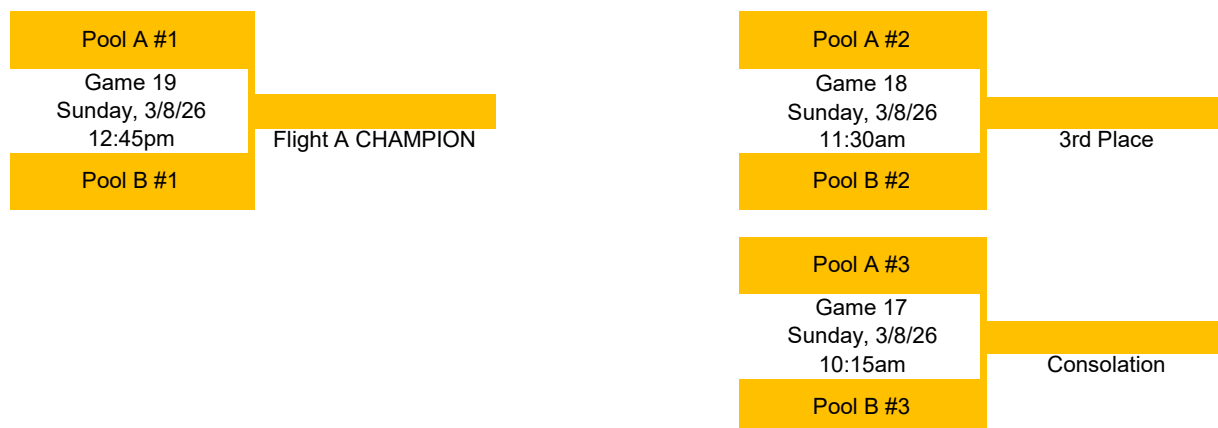 Pool A #1
Game 19
Sunday, 3/8/26
12:45pm
Flight A CHAMPION
Pool B #1
Pool A #2
Game 18
Sunday, 3/8/26
11:30am
3rd Place
Pool B #2
Pool A #3
Game 17
Sunday, 3/8/26
10:15am
Consolation
Pool B #3